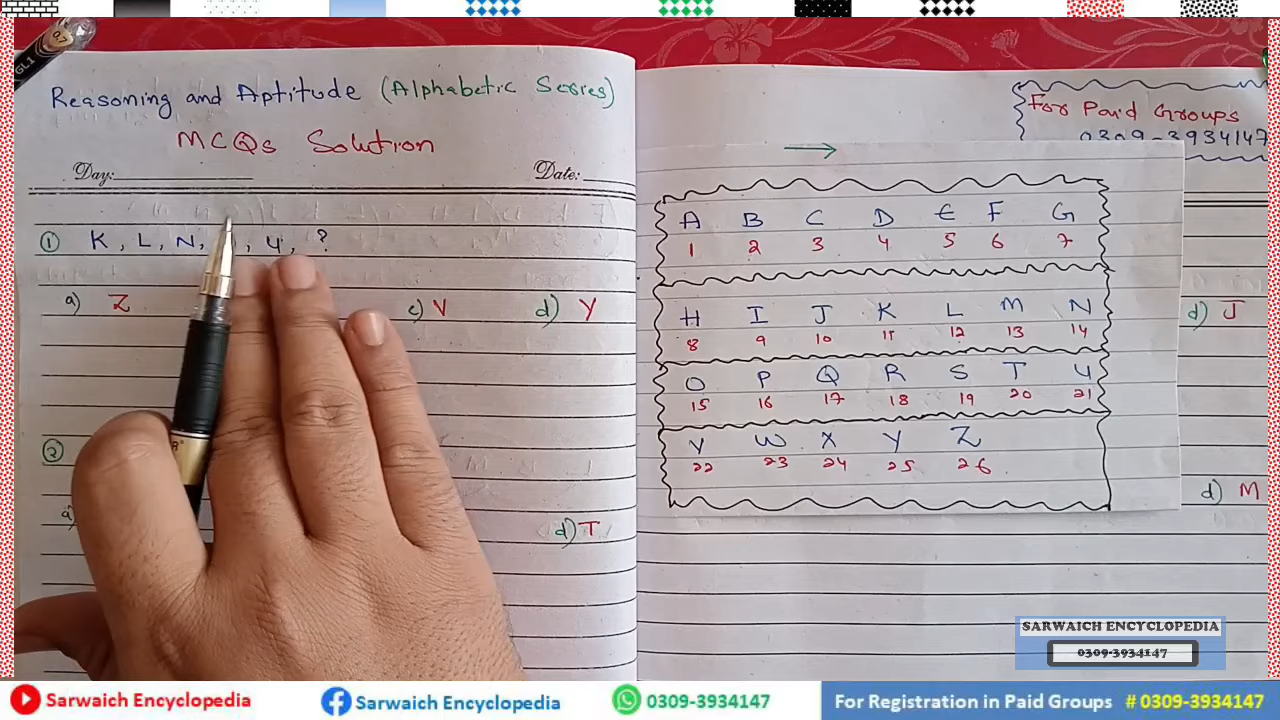 GL1 0.7
Reasoning and Aptitude (Alphabetic Series)
MCQs Solution
Day: Date:
① K, L, N, , U, ?
a) Z c) V d) Y
②
a)
d) T
For Paid Groups
0309-3934147
→
A B C D E F G
1 2 3 4 5 6 7
H I J K L M N
8 9 10 11 12 13 14
O P Q R S T U
15 16 17 18 19 20 21
V W X Y Z
22 23 24 25 26
d) J
d) M
SARWAICH ENCYCLOPEDIA
0309-3934147
Sarwaich Encyclopedia Sarwaich Encyclopedia 0309-3934147 For Registration in Paid Groups # 0309-3934147